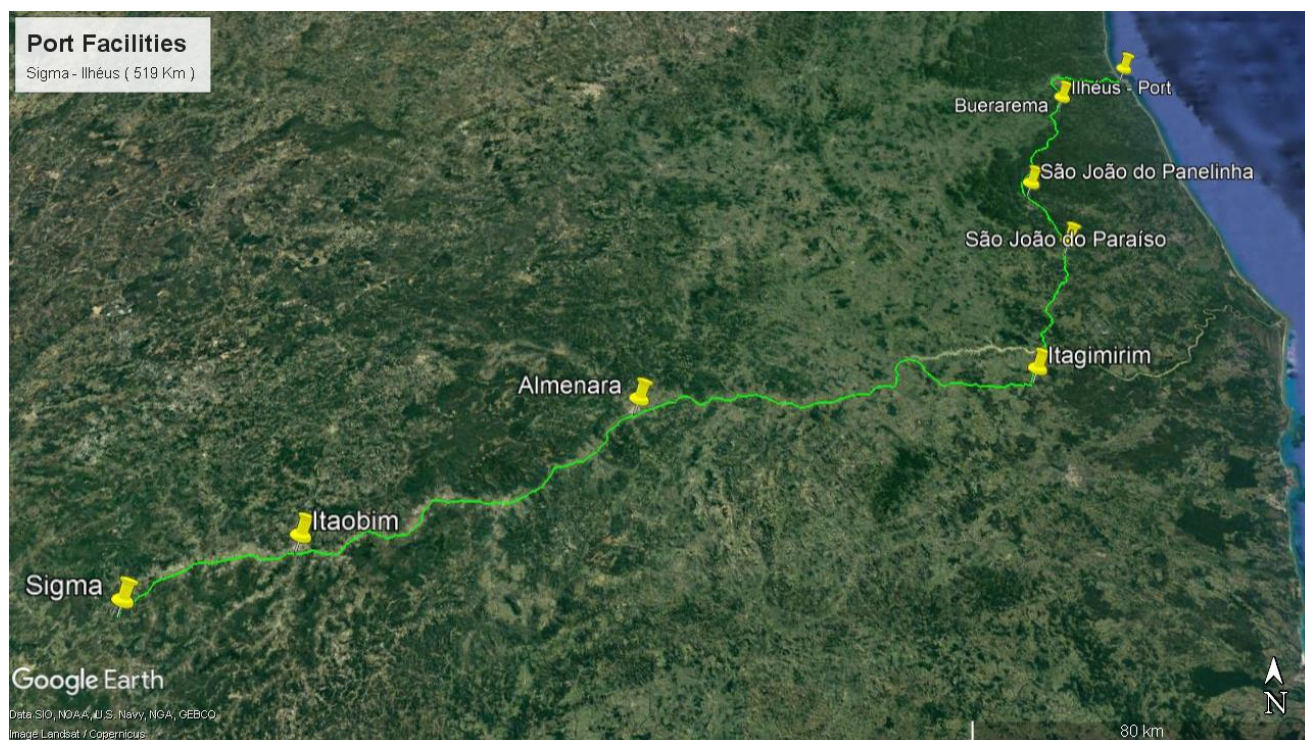 Port Facilities
Sigma - Ilhéus ( 519 Km )
Ilhéus - Port
Buerarema
São João do Panelinha
São João do Paraíso
Itagimirim
Almenara
Itaobim
Sigma
Google Earth
Data SIO, NOAA, U.S. Navy, NGA, GEBCO
Image Landsat / Copernicus
N
80 km